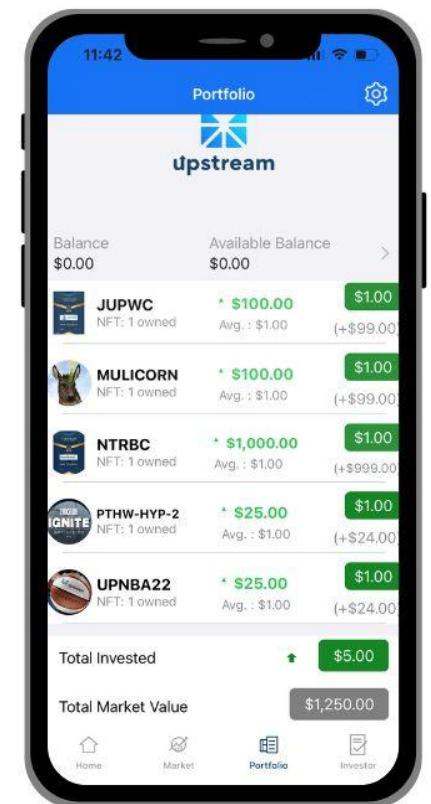 11:42
Portfolio
upstream
Balance Available Balance
$0.00 $0.00
JUPWC $100.00 $1.00
NFT: 1 owned Avg. : $1.00 (+$99.00)
MULICORN $100.00 $1.00
NFT: 1 owned Avg. : $1.00 (+$99.00)
NTRBC $1,000.00 $1.00
NFT: 1 owned Avg. : $1.00 (+$999.00)
IGNITE PTHW-HYP-2 $25.00 $1.00
NFT: 1 owned Avg. : $1.00 (+$24.00)
UPNBA22 $25.00 $1.00
NFT: 1 owned Avg. : $1.00 (+$24.00
Total Invested $5.00
Total Market Value $1,250.00
Home Market Portfolio Investor